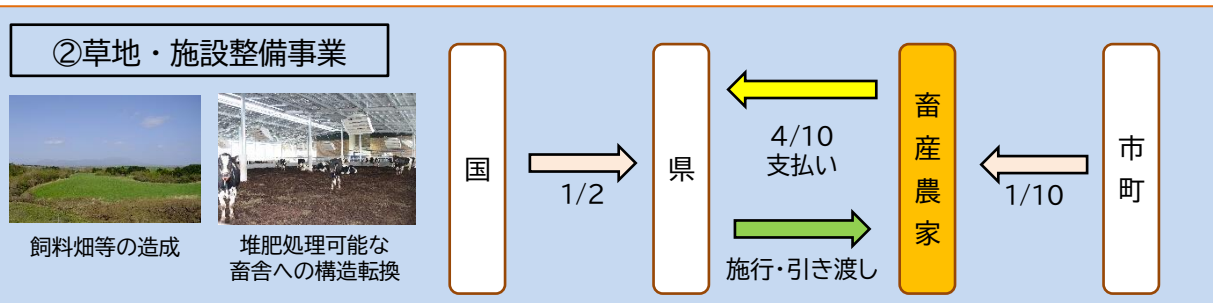 ②草地・施設整備事業
飼料畑等の造成
堆肥処理可能な
畜舎への構造転換
国
1/2
県
4/10
支払い
施行・引き渡し
畜産農家
1/10
市町